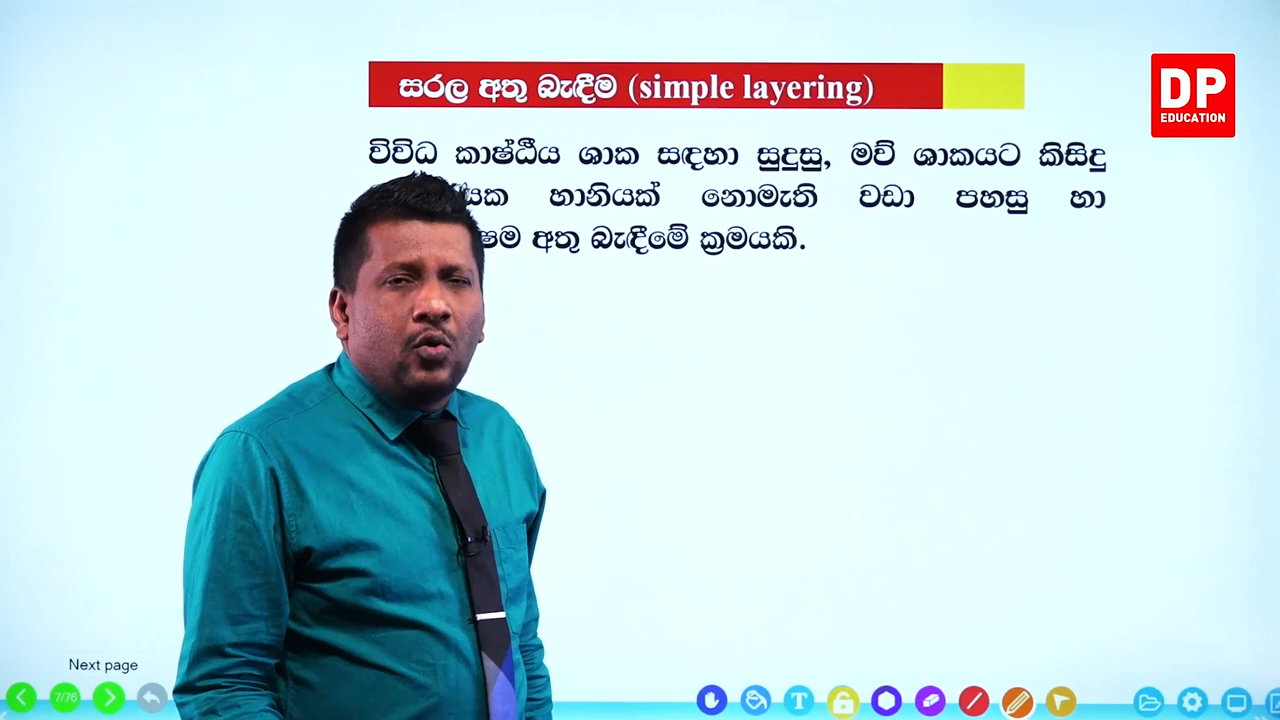 සරල අතු බැඳීම (simple layering)
DP
EDUCATION
විවිධ කාෂ්ඨීය ශාක සඳහා සුදුසු, මව් ශාකයට කිසිදු
හානියක් නොමැති වඩා පහසු හා
අතු බැඳීමේ ක්‍රමයකි.
Next page
7/76
T